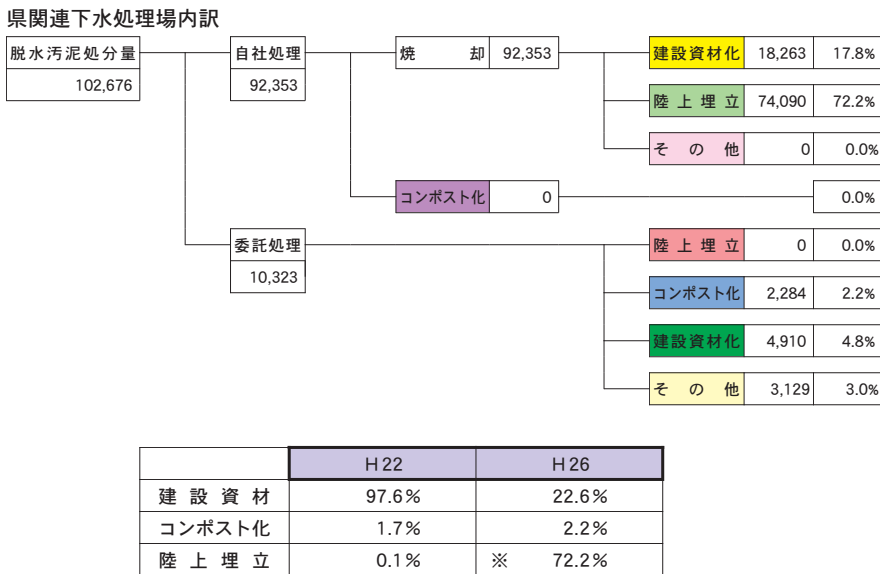 県関連下水処理場内訳
脱水汚泥処分量 自社処理 焼却 92,353 建設資材化 18,263 17.8%
102,676 92,353
陸上埋立 74,090 72.2%
その他 0 0.0%
コンポスト化 0 0.0%
委託処理 陸上埋立 0 0.0%
10,323
コンポスト化 2,284 2.2%
建設資材化 4,910 4.8%
その他 3,129 3.0%
H22 H26
建設資材 97.6% 22.6%
コンポスト化 1.7% 2.2%
陸上埋立 0.1% ※ 72.2%